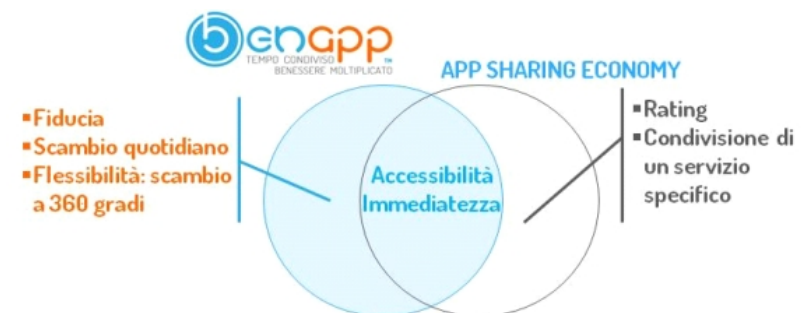 benapp™
TEMPO CONDIVISO
BENESSERE MOLTIPLICATO
APP SHARING ECONOMY
▪Fiducia
▪Scambio quotidiano
▪Flessibilità: scambio
a 360 gradi
Accessibilità
Immediatezza
▪Rating
▪Condivisione di
un servizio
specifico